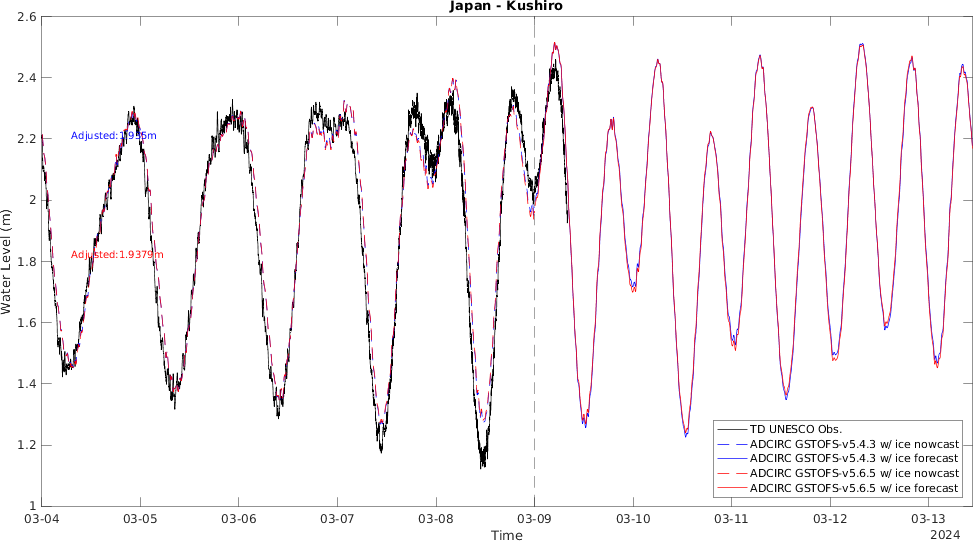 Japan - Kushiro
2.6
2.4
2.2
2
1.8
1.6
1.4
1.2
1
Water Level (m)
Adjusted:1.9355m
Adjusted:1.9379m
TD UNESCO Obs.
ADCIRC GSTOFS-v5.4.3 w/ ice nowcast
ADCIRC GSTOFS-v5.4.3 w/ ice forecast
ADCIRC GSTOFS-v5.6.5 w/ ice nowcast
ADCIRC GSTOFS-v5.6.5 w/ ice forecast
03-04 03-05 03-06 03-07 03-08 03-09 03-10 03-11 03-12 03-13
Time
2024